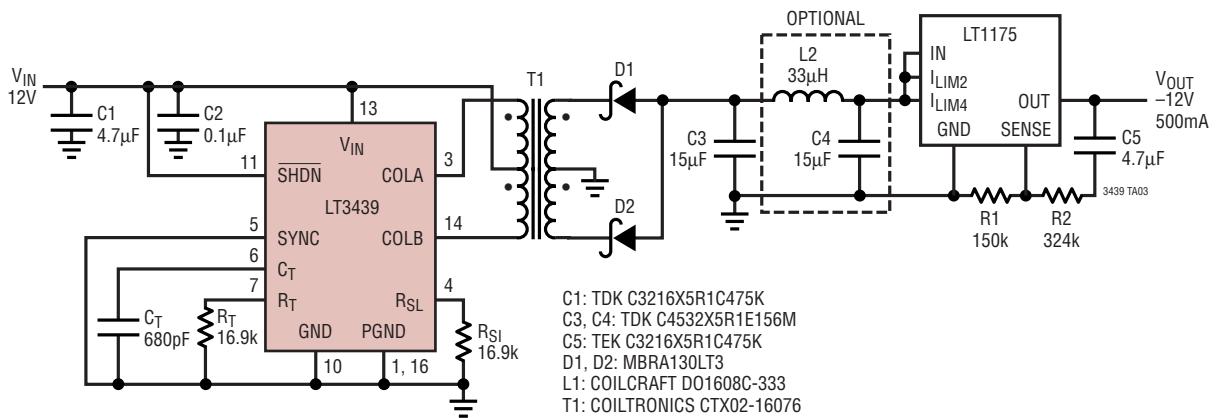 OPTIONAL
LT1175
L2
33µH
IN
ILIM2
ILIM4
OUT
GND
SENSE
VOUT
–12V
500mA
VIN
12V
T1
D1
C1
4.7µF
C2
0.1µF
13
VIN
11
SHDN
COLA
3
LT3439
5
SYNC
COLB
14
6
CT
7
RT
RSL
4
GND
PGND
10
1, 16
CT
680pF
RT
16.9k
RSI
16.9k
D2
C3
15µF
C4
15µF
C5
4.7µF
3439 TA03
R1
150k
R2
324k
C1: TDK C3216X5R1C475K
C3, C4: TDK C4532X5R1E156M
C5: TEK C3216X5R1C475K
D1, D2: MBRA130LT3
L1: COILCRAFT DO1608C-333
T1: COILTRONICS CTX02-16076